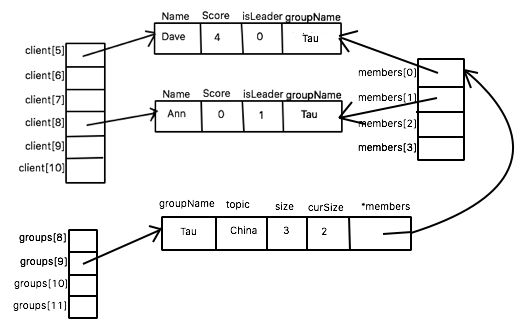 Name Score isLeader groupName
client[5] Dave 4 0 Tau
client[6] members[0]
client[7] Name Score isLeader groupName members[1]
client[8] Ann 0 1 Tau members[2]
client[9] members[3]
client[10]
groupName topic size curSize *members
groups[8] Tau China 3 2
groups[9]
groups[10]
groups[11]